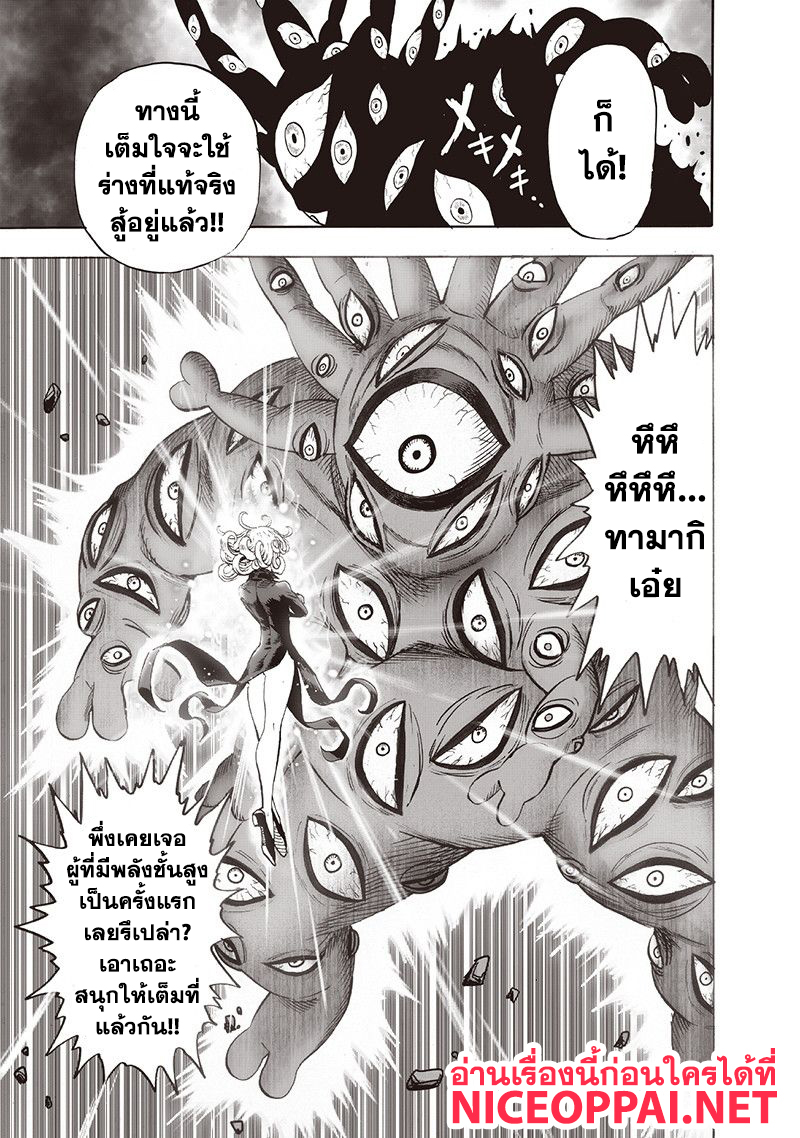 ก็
ได้!
ทางนี้
เต็มใจจะใช้
ร่างที่แท้จริง
สู้อยู่แล้ว!!
メキ
メキ..
หึหึ
หึหึหึ...
ทามากิ
เอ๋ย
พึ่งเคยเจอ
ผู้ที่มีพลังชั้นสูง
เป็นครั้งแรก
เลยรึเปล่า?
เอาเถอะ
สนุกให้เต็มที่
แล้วกัน!!
อ่านเรื่องนี้ก่อนใครได้ที่
NICEOPPAI.NET